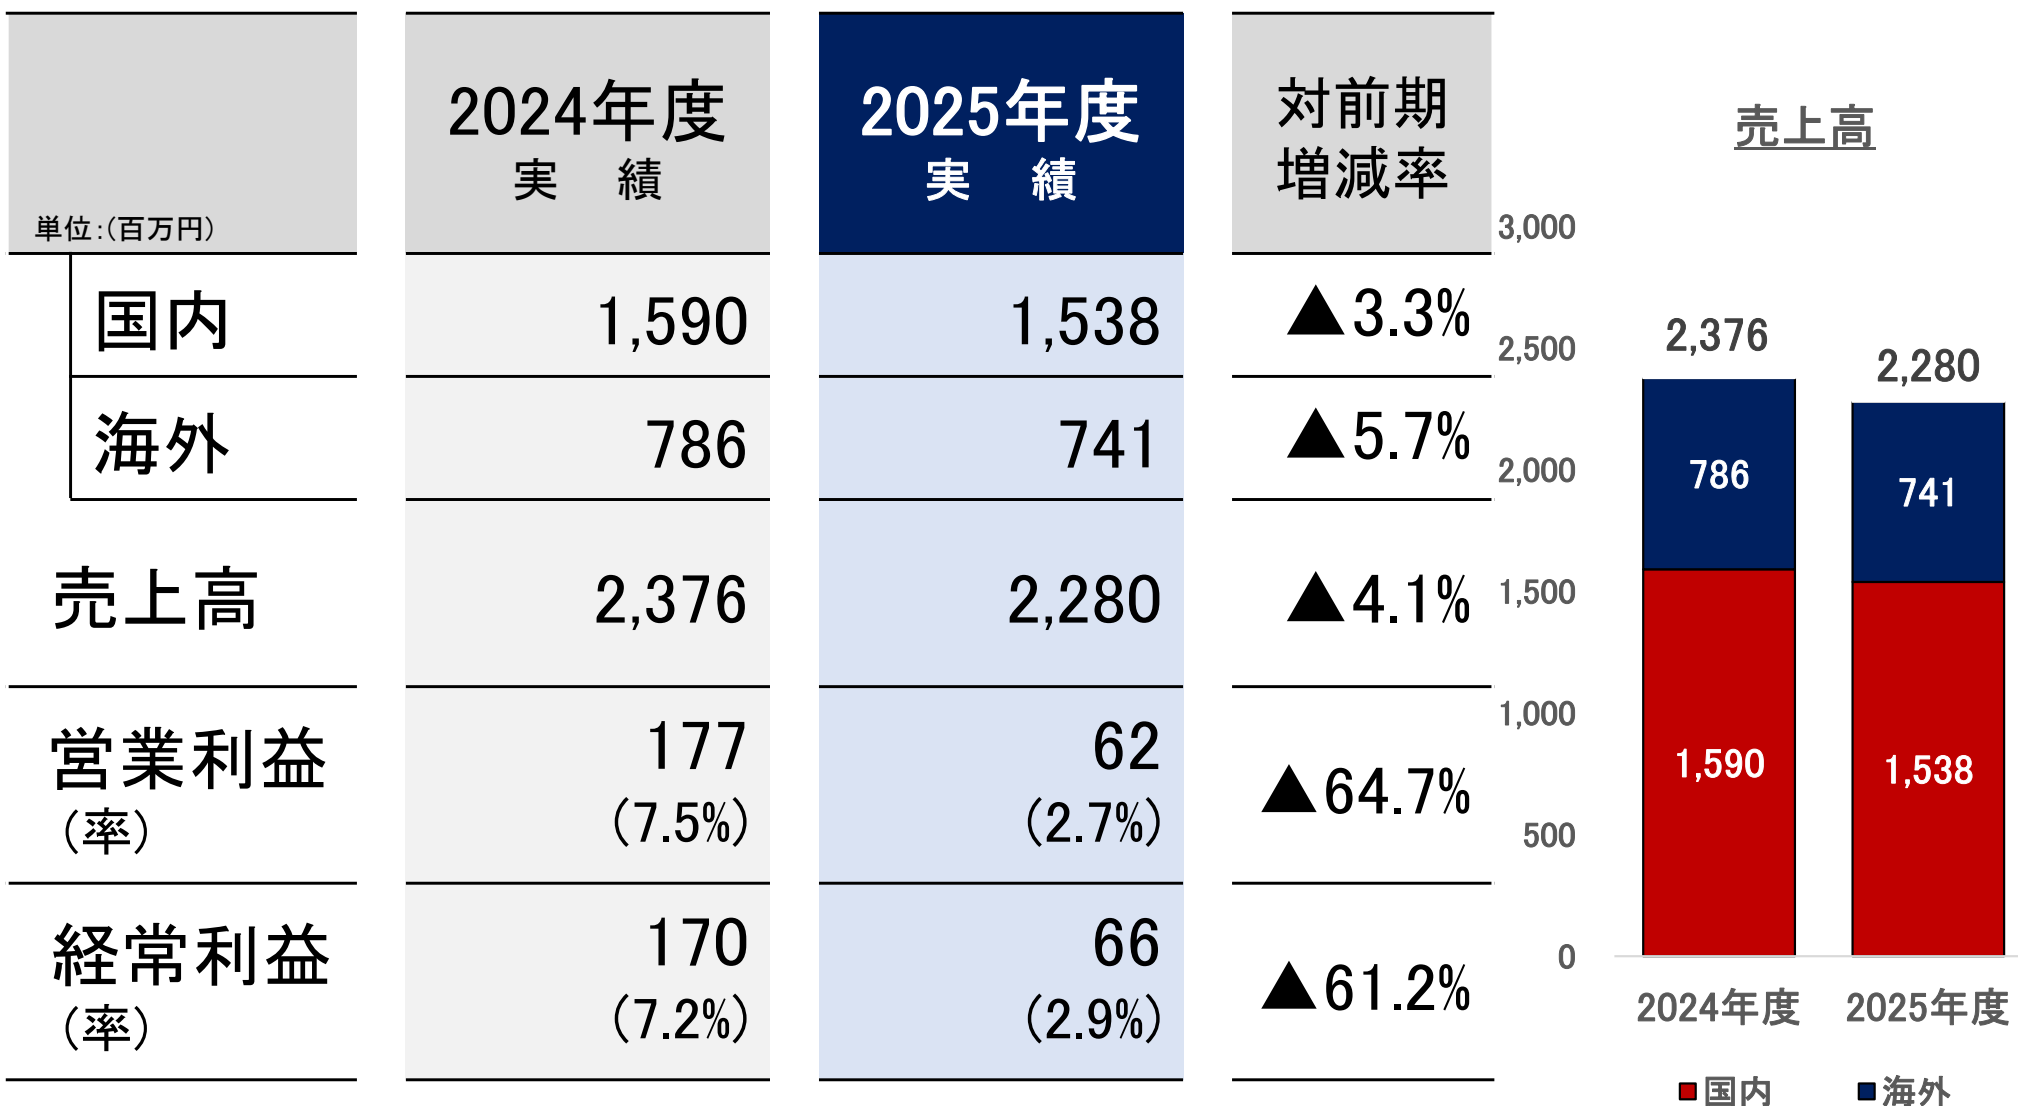 単位:(百万円)
2024年度
実 績
2025年度
実 績
対前期
増減率
国内 1,590 1,538 ▲3.3%
海外 786 741 ▲5.7%
売上高 2,376 2,280 ▲4.1%
営業利益 177 62 ▲64.7%
(率) (7.5%) (2.7%)
経常利益 170 66 ▲61.2%
(率) (7.2%) (2.9%)
売上高
3,000
2,500
2,000
1,500
1,000
500
0
2,376 2,280
786 741
1,590 1,538
2024年度 2025年度
国内 海外